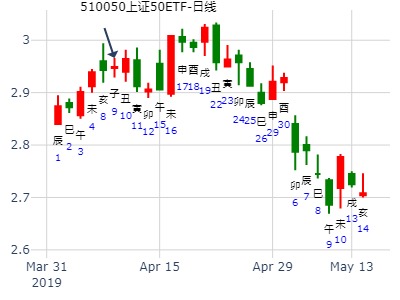 510050上证50ETF-日线
3
2.9
2.8
2.7
2.6
辰 1
巳 2
午 3
未 4
亥 8
子 9
丑 10
寅 11
卯 12
未 15
未 16
申 17
酉 18
戌 19
丑 22
寅 23
卯 24
辰 25
巳 26
申 29
酉 30
卯 6
辰 7
巳 8
午 9
未 10
戌 13
亥 14
Mar 31 Apr 15 Apr 29 May 13
2019